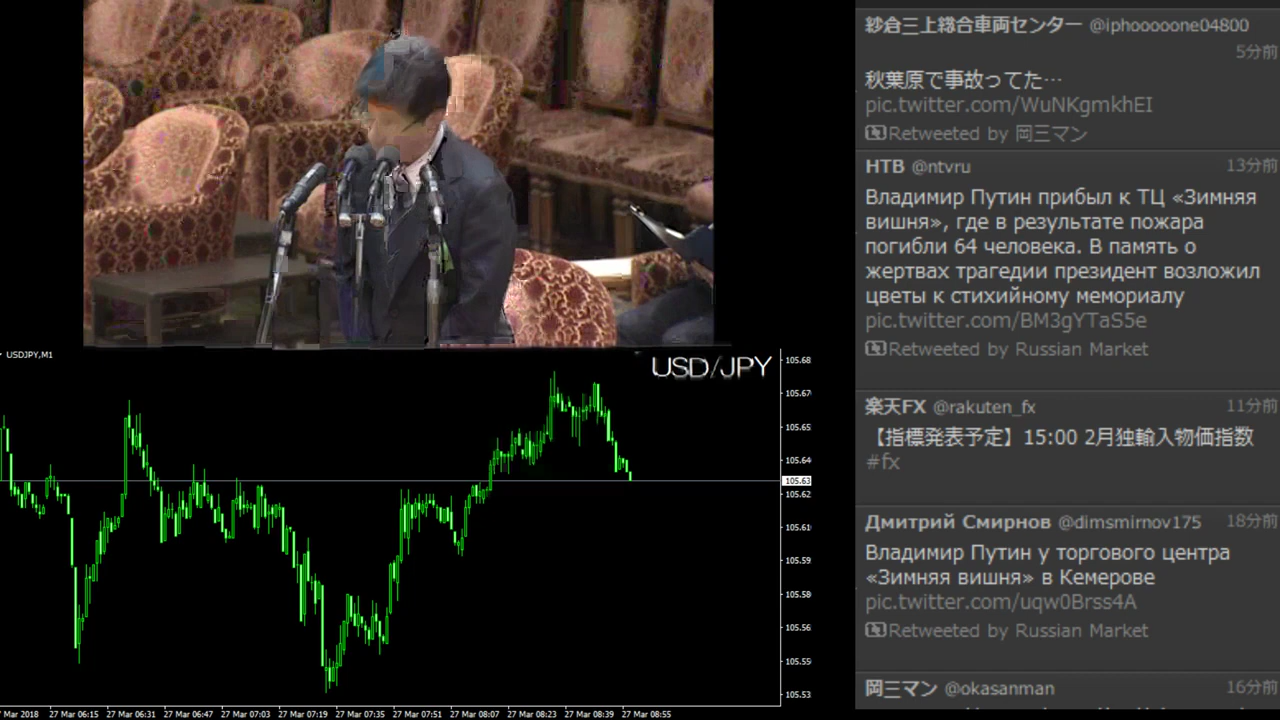 USDJPY,M1
USD/JPY
105.68
105.67
105.65
105.64
105.63
105.62
105.61
105.59
105.58
105.56
105.55
105.53
Mar 2018
27 Mar 06:15
27 Mar 06:31
27 Mar 06:47
27 Mar 07:03
27 Mar 07:19
27 Mar 07:35
27 Mar 07:51
27 Mar 08:07
27 Mar 08:23
27 Mar 08:39
27 Mar 08:55
紗倉三上総合車両センター @iphooooone04800
5分前
秋葉原で事故ってた…
pic.twitter.com/WuNKgmkhEI
Retweeted by 岡三マン
НТВ @ntvru 13分前
Владимир Путин прибыл к ТЦ «Зимняя
вишня», где в результате пожара
погибли 64 человека. В память о
жертвах трагедии президент возложил
цветы к стихийному мемориалу
pic.twitter.com/BM3gYTaS5e
Retweeted by Russian Market
楽天FX @rakuten_fx 11分前
【指標発表予定】15:00 2月独輸入物価指数
#fx
Дмитрий Смирнов @dimsmirnov175 18分前
Владимир Путин у торгового центра
«Зимняя вишня» в Кемерове
pic.twitter.com/uqw0Brss4A
Retweeted by Russian Market
岡三マン @okasanman 16分前